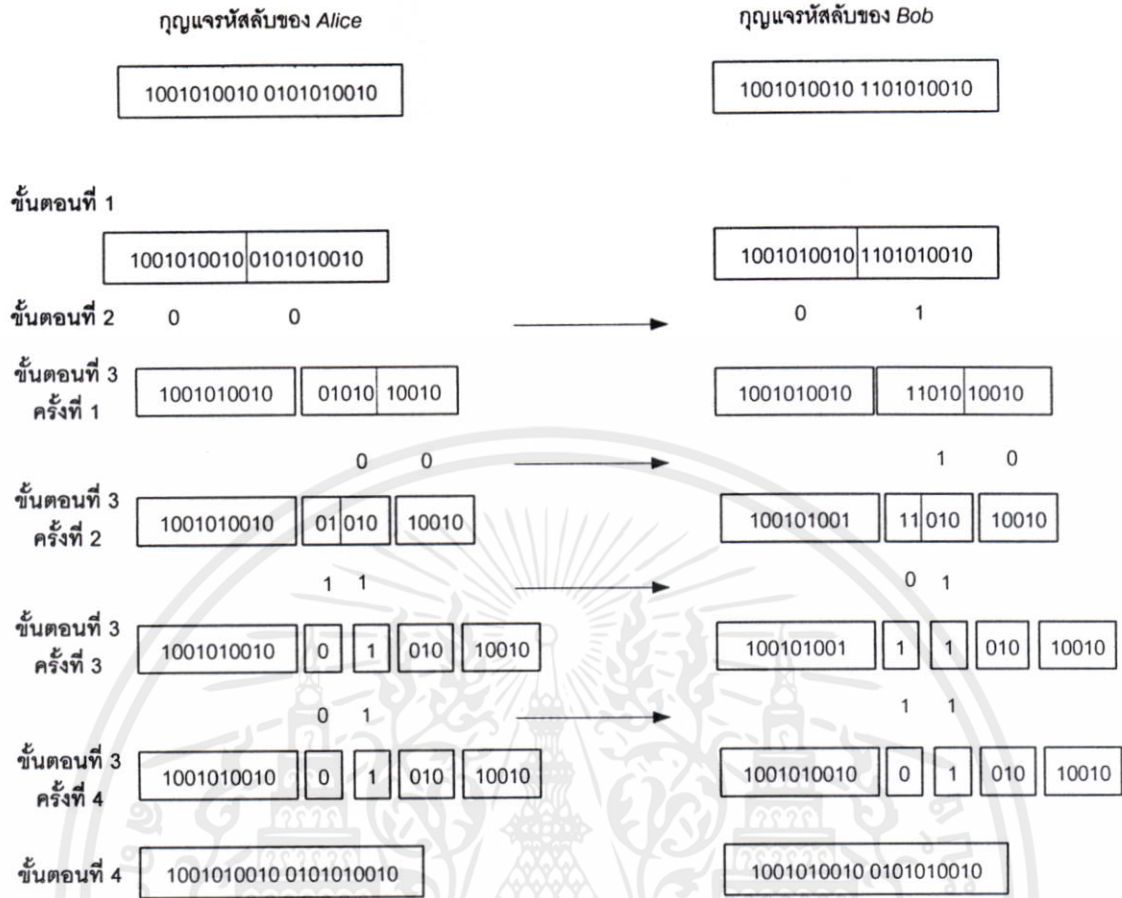 กุญแจรหัสลับของ Alice กุญแจรหัสลับของ Bob
1001010010 0101010010 1001010010 1101010010
ขั้นตอนที่ 1
1001010010 0101010010 1001010010 1101010010
ขั้นตอนที่ 2 0 0 0 1
ขั้นตอนที่ 3
ครั้งที่ 1
1001010010 01010 10010 1001010010 11010 10010
0 0 1 0
ขั้นตอนที่ 3
ครั้งที่ 2
1001010010 01 010 10010 100101001 11 010 10010
1 1 0 1
ขั้นตอนที่ 3
ครั้งที่ 3
1001010010 0 1 010 10010 100101001 1 1 010 10010
0 1 1 1
ขั้นตอนที่ 3
ครั้งที่ 4
1001010010 0 1 010 10010 1001010010 0 1 010 10010
ขั้นตอนที่ 4 1001010010 0101010010 1001010010 0101010010